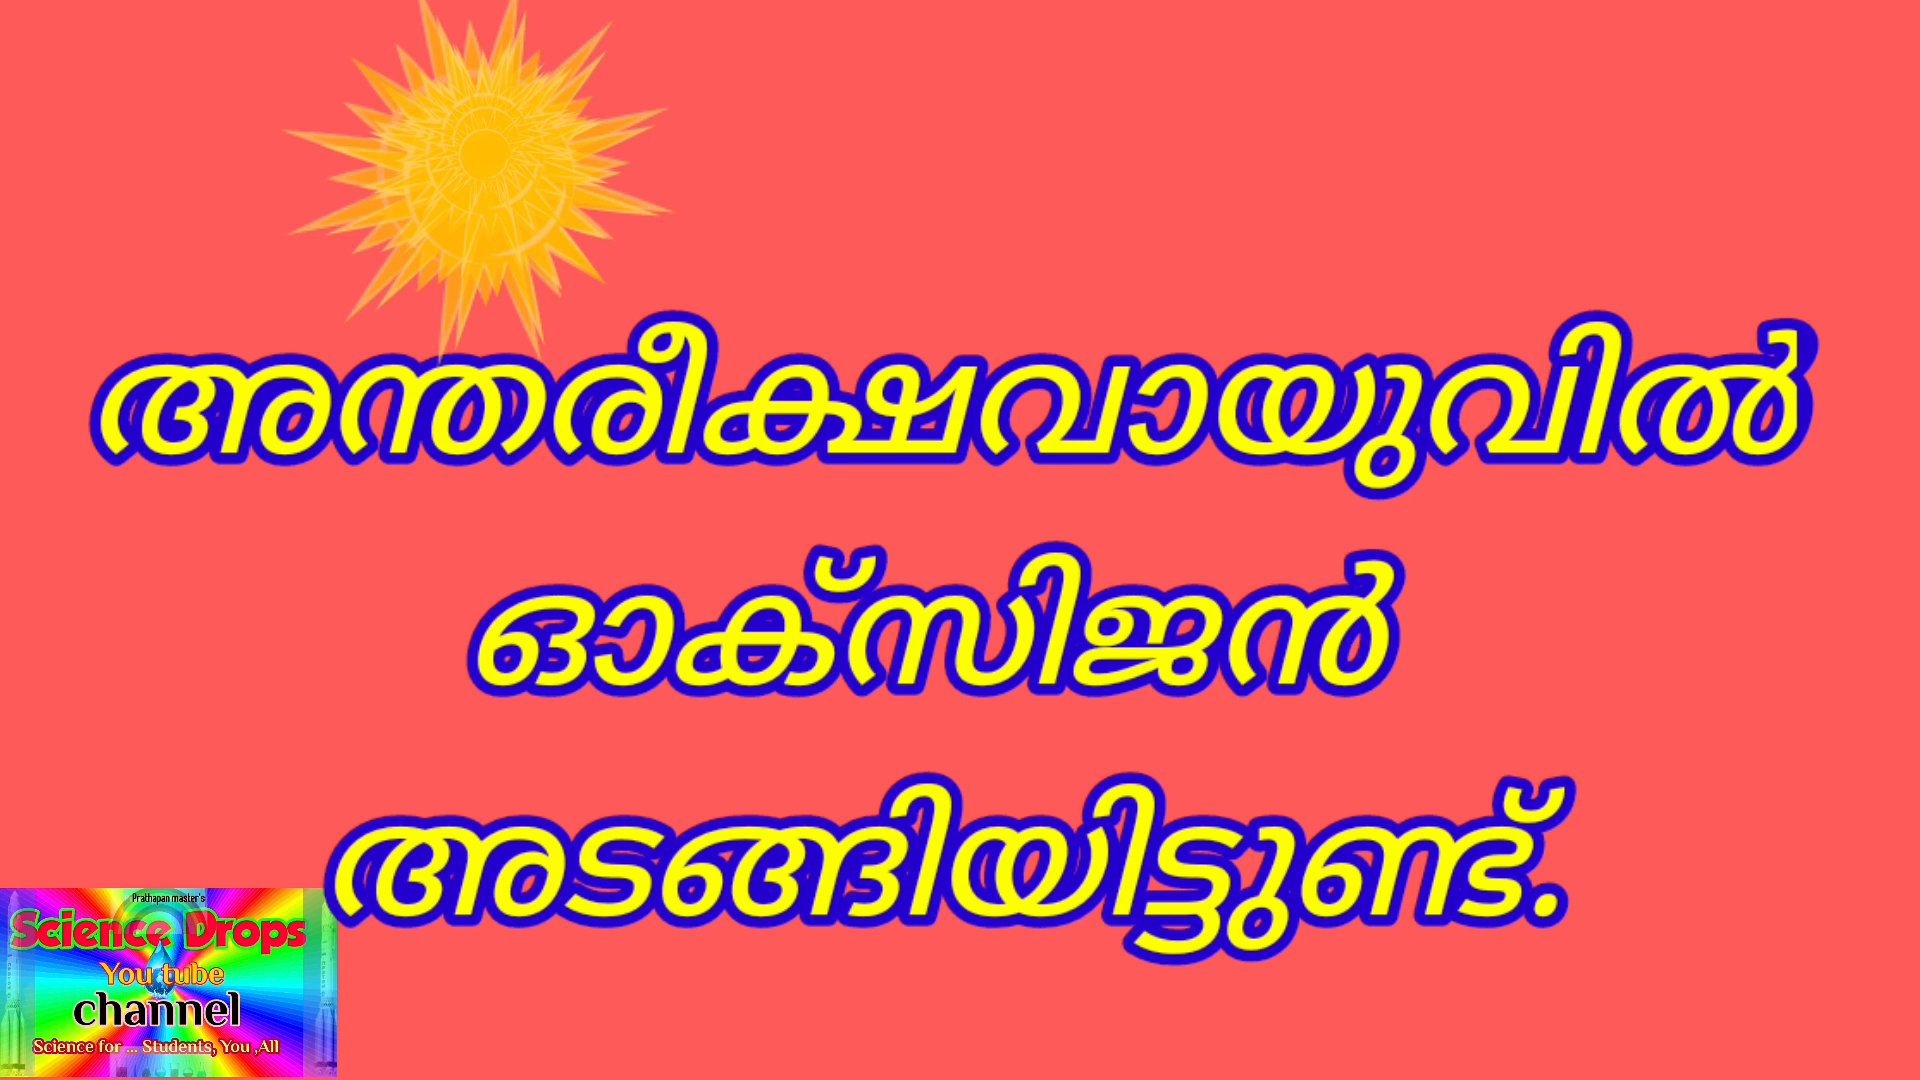 അന്തരീക്ഷവായുവിൽ
ഓക്സിജൻ
അടങ്ങിയിട്ടുണ്ട്.
Prathapan master's
Science Drops
You tube
channel
Science for ... Students, You ,All